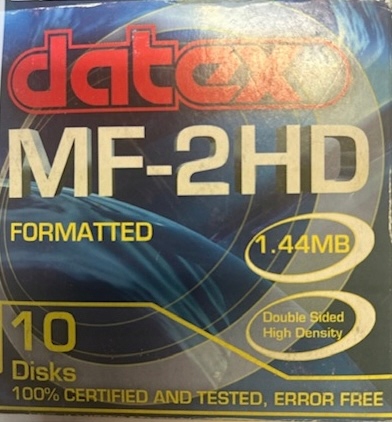 datex
MF-2HD
FORMATTED
1.44MB
Double Sided
High Density
10
Disks
100% CERTIFIED AND TESTED, ERROR FREE